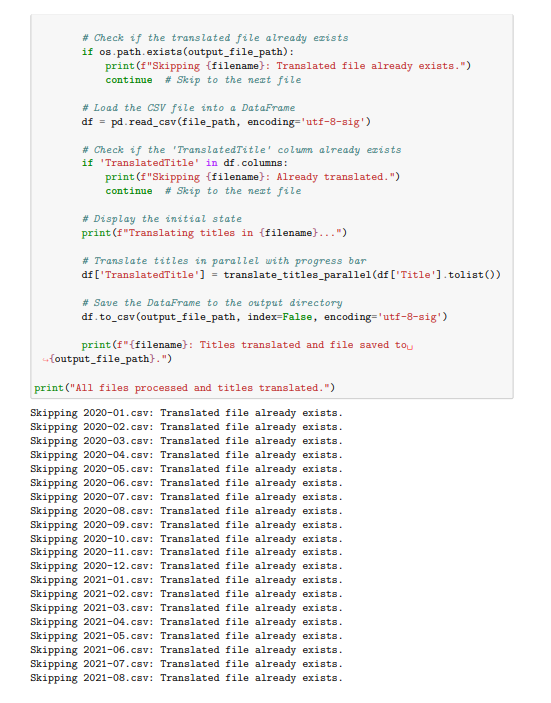 # Check if the translated file already exists
if os.path.exists(output_file_path):
print(f"Skipping {filename}: Translated file already exists.")
continue # Skip to the next file
# Load the CSV file into a DataFrame
df = pd.read_csv(file_path, encoding='utf-8-sig')
# Check if the 'TranslatedTitle' column already exists
if 'TranslatedTitle' in df.columns:
print(f"Skipping {filename}: Already translated.")
continue # Skip to the next file
# Display the initial state
print(f"Translating titles in {filename}...")
# Translate titles in parallel with progress bar
df['TranslatedTitle'] = translate_titles_parallel(df['Title'].tolist())
# Save the DataFrame to the output directory
df.to_csv(output_file_path, index=False, encoding='utf-8-sig')
print(f"{filename}: Titles translated and file saved to␣
↪{output_file_path}.")
print("All files processed and titles translated.")
Skipping 2020-01.csv: Translated file already exists.
Skipping 2020-02.csv: Translated file already exists.
Skipping 2020-03.csv: Translated file already exists.
Skipping 2020-04.csv: Translated file already exists.
Skipping 2020-05.csv: Translated file already exists.
Skipping 2020-06.csv: Translated file already exists.
Skipping 2020-07.csv: Translated file already exists.
Skipping 2020-08.csv: Translated file already exists.
Skipping 2020-09.csv: Translated file already exists.
Skipping 2020-10.csv: Translated file already exists.
Skipping 2020-11.csv: Translated file already exists.
Skipping 2020-12.csv: Translated file already exists.
Skipping 2021-01.csv: Translated file already exists.
Skipping 2021-02.csv: Translated file already exists.
Skipping 2021-03.csv: Translated file already exists.
Skipping 2021-04.csv: Translated file already exists.
Skipping 2021-05.csv: Translated file already exists.
Skipping 2021-06.csv: Translated file already exists.
Skipping 2021-07.csv: Translated file already exists.
Skipping 2021-08.csv: Translated file already exists.